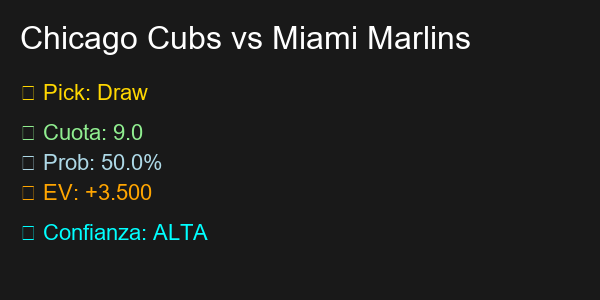 Chicago Cubs vs Miami Marlins
Pick: Draw
Cuota: 9.0
Prob: 50.0%
EV: +3.500
Confianza: ALTA